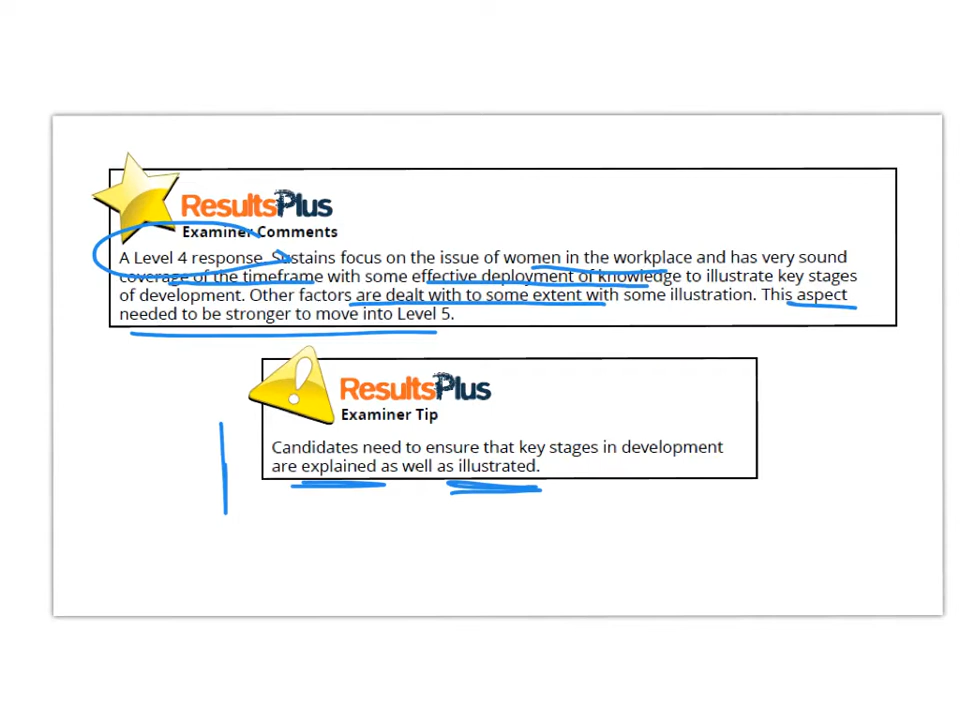 ResultsPlus
Examiner Comments
A Level 4 response. Sustains focus on the issue of women in the workplace and has very sound
coverage of the timeframe with some effective deployment of knowledge to illustrate key stages
of development. Other factors are dealt with to some extent with some illustration. This aspect
needed to be stronger to move into Level 5.
ResultsPlus
Examiner Tip
Candidates need to ensure that key stages in development
are explained as well as illustrated.